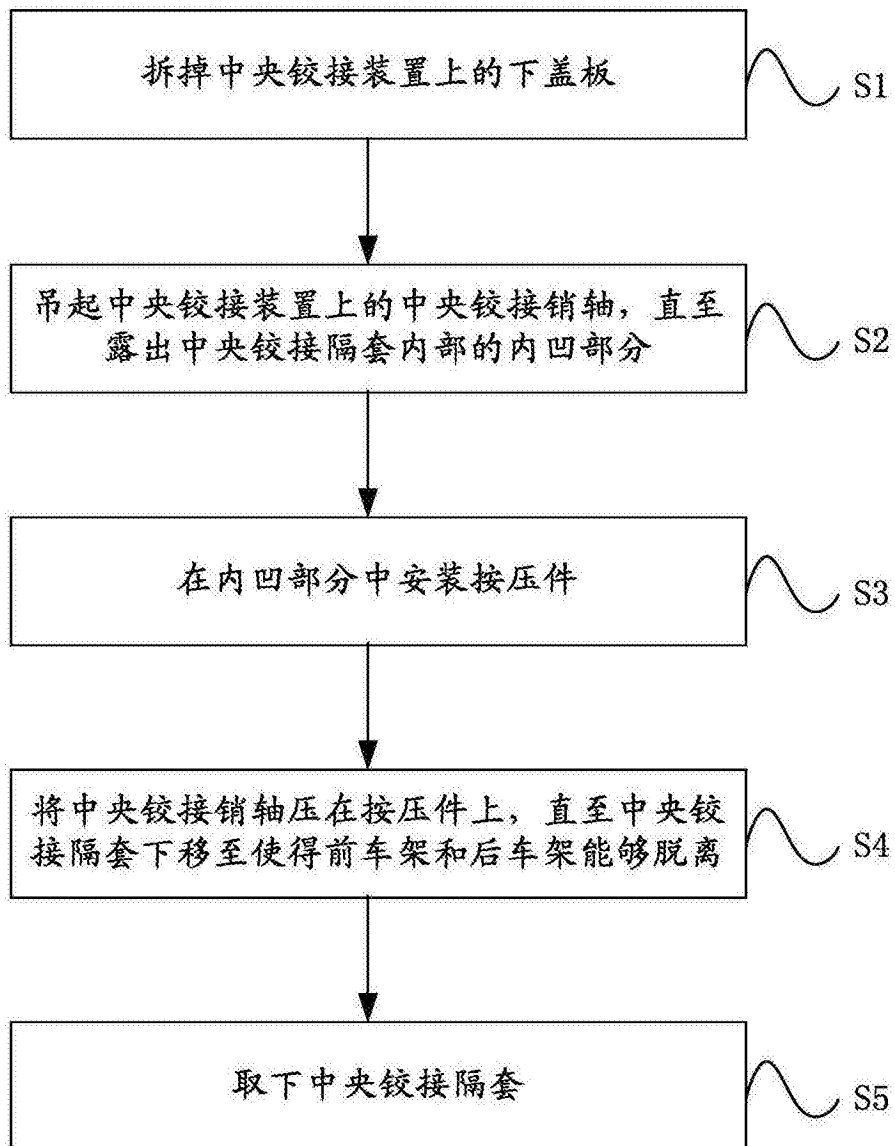 拆掉中央铰接装置上的下盖板
S1
吊起中央铰接装置上的中央铰接销轴，直至
露出中央铰接隔套内部的内凹部分
S2
在内凹部分中安装按压件
S3
将中央铰接销轴压在按压件上，直至中央铰
接隔套下移至使得前车架和后车架能够脱离
S4
取下中央铰接隔套
S5